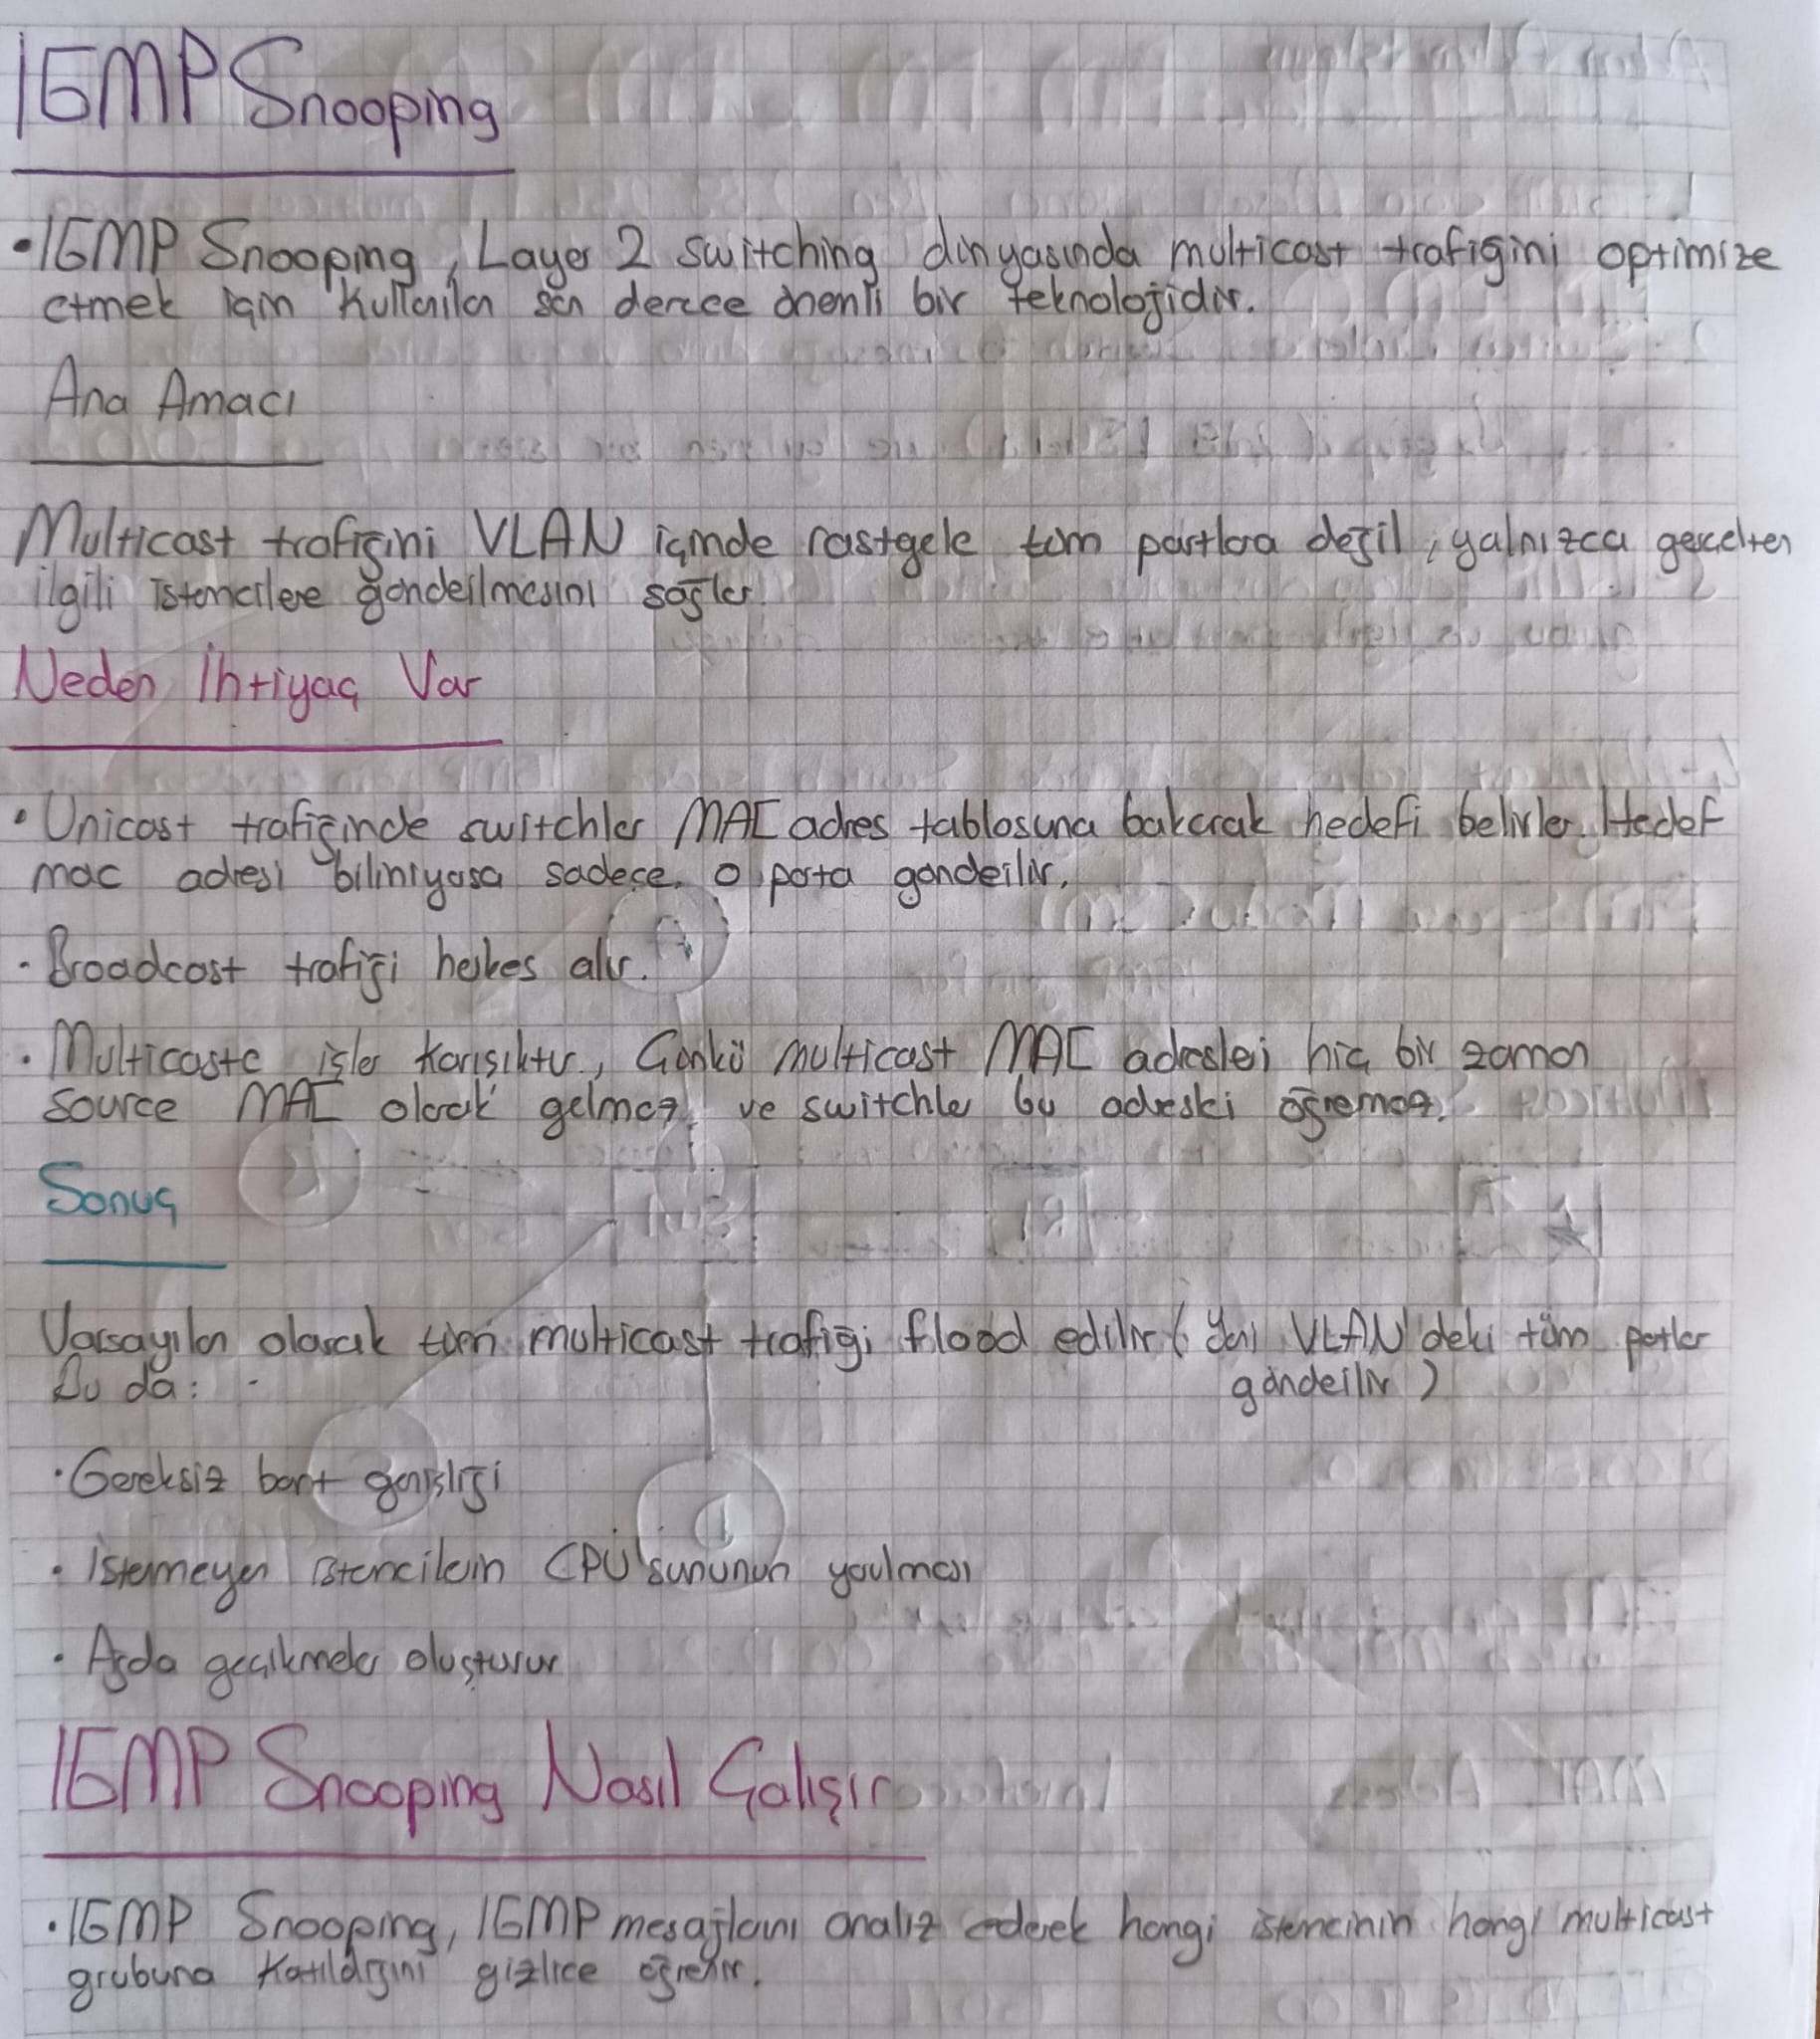 IGMP Snooping
• IGMP Snooping, Layer 2 switching dünyasında multicast trafiğini optimize
etmek için kullanılan son derece önemli bir teknolojidir.
Ana Amacı
Multicast trafiğini VLAN içinde rastgele tüm portlara değil, yalnızca gerçekten
ilgili istemcilere gönderilmesini sağlar.
Neden İhtiyaç Var
• Unicast trafiğinde switchler MAC adres tablosuna bakarak hedefi belirler. Hedef
mac adresi biliniyorsa sadece o porta gönderilir.
• Broadcast trafiği herkes alır.
• Multicastte işler karışıktır, Çünkü multicast MAC adresleri hiç bir zaman
source MAC olarak gelmez ve switchler bu adreski öğremez.
Sonuç
Varsayılan olarak tüm multicast trafiği flood edilir (Yani VLAN'deki tüm portlar
gönderilir)
Bu da:
• Gereksiz bant genişliği
• İstemeyen istemcilerin CPU'sununun yorulması
• Ağda gecikmeler oluşturur
IGMP Snooping Nasıl Çalışır
• IGMP Snooping, IGMP mesajlarını analiz ederek hangi istemcinin hangi multicast
grubuna katıldığını gizlice öğrenir.